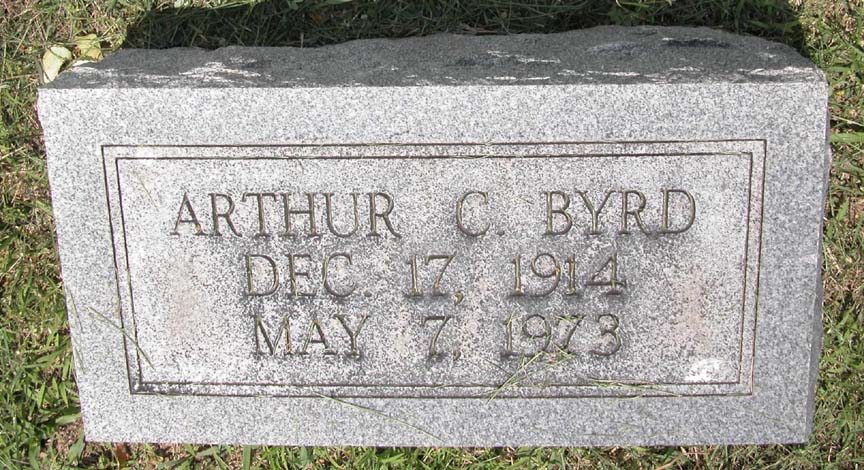 ARTHUR C. BYRD
DEC. 17, 1914
MAY 7, 1973